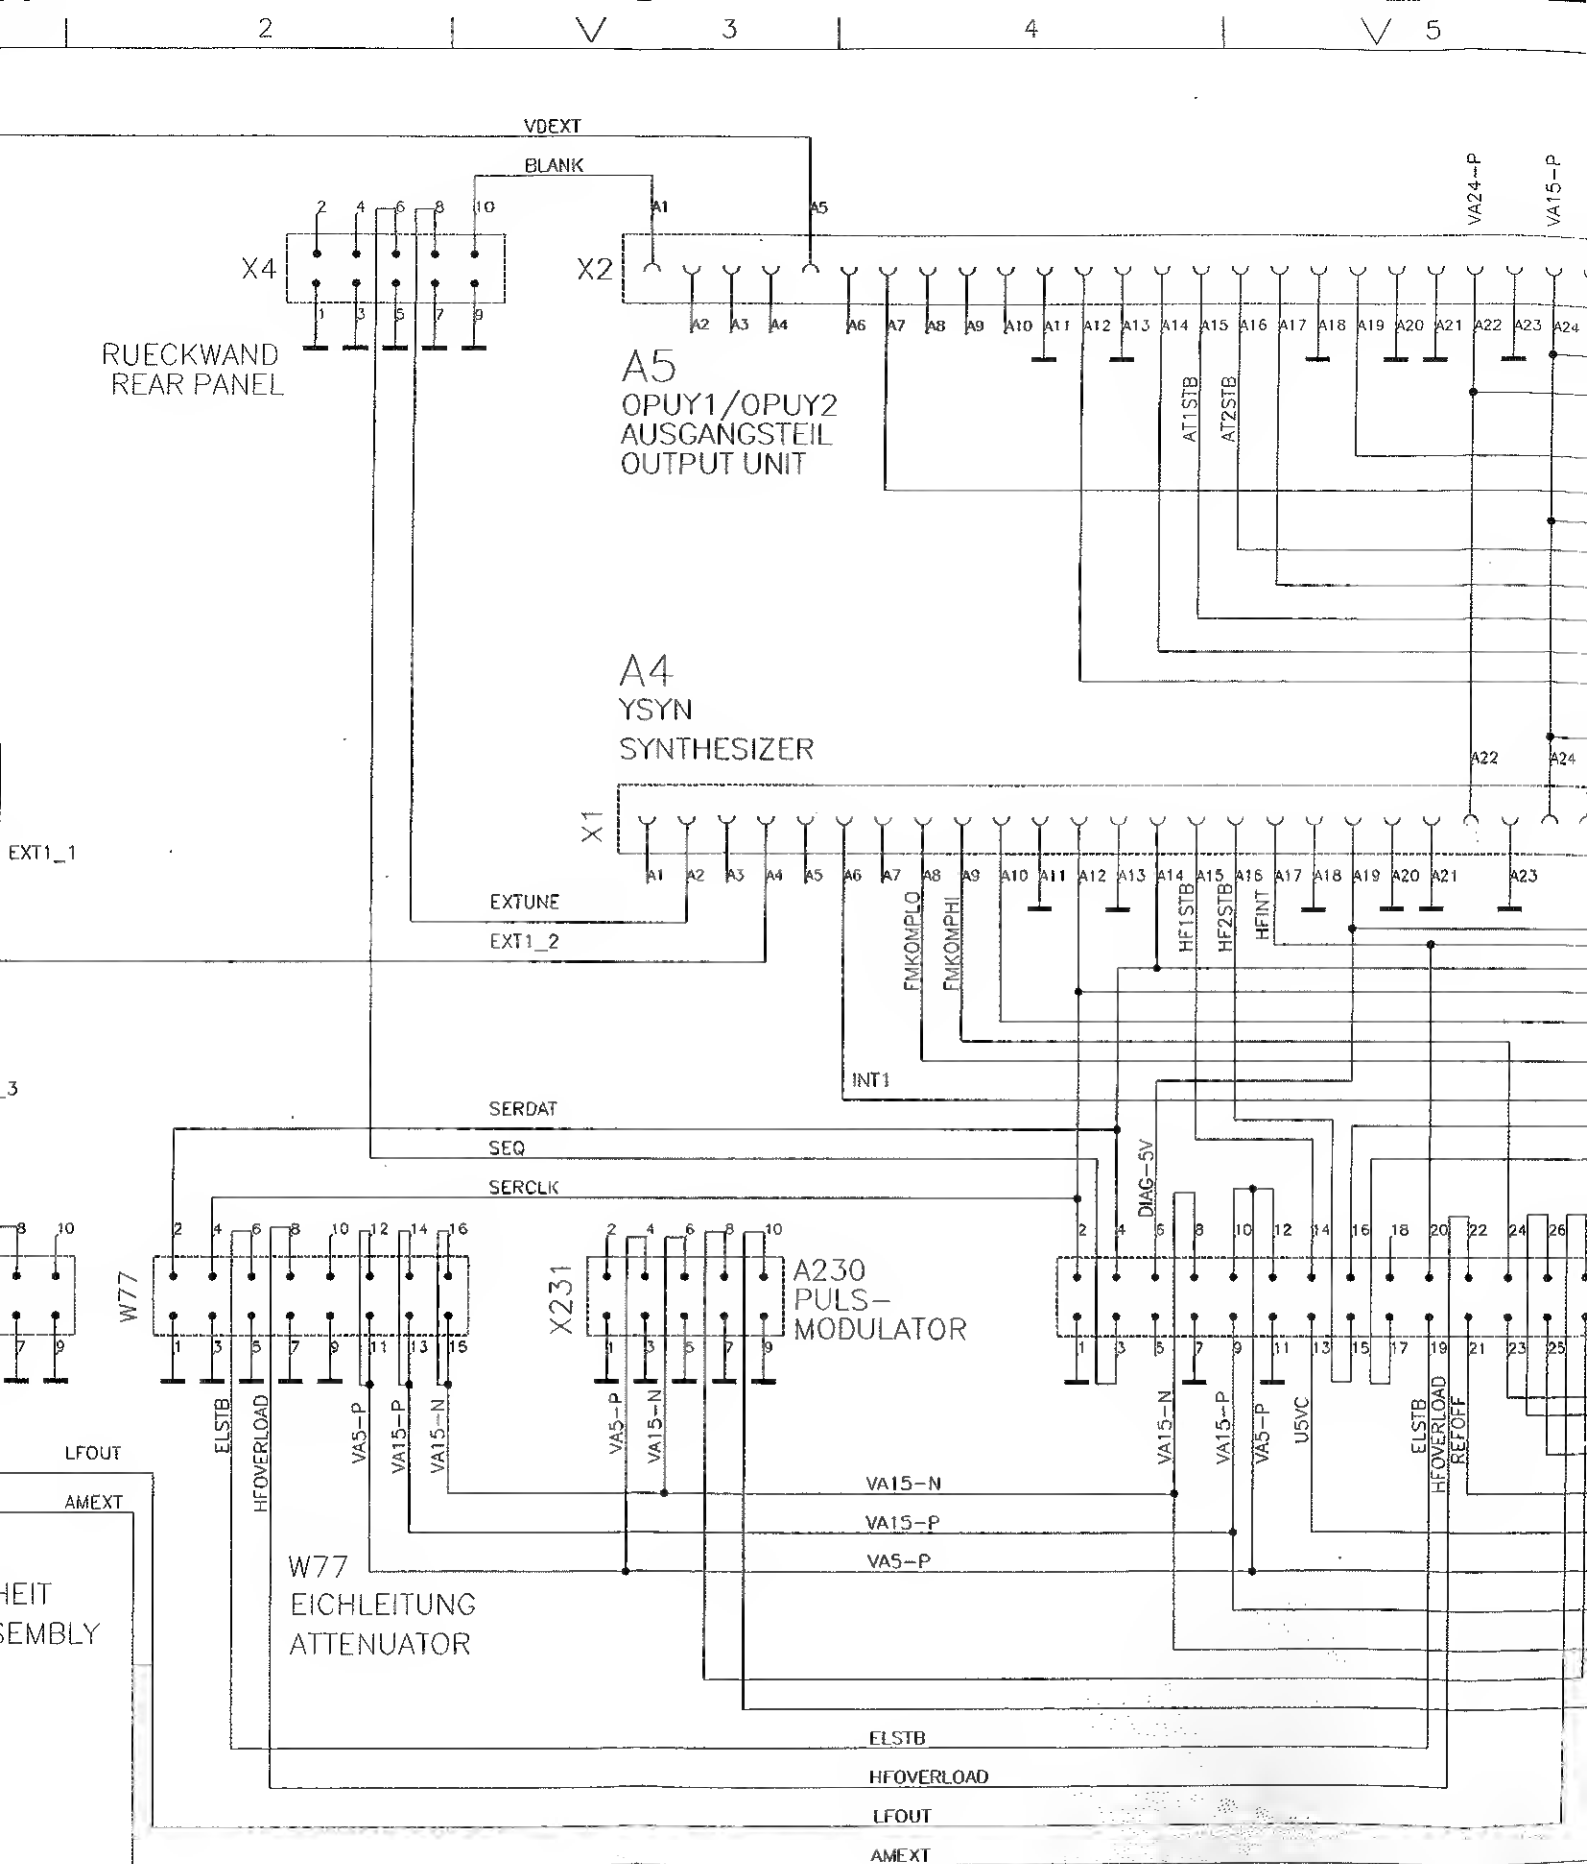 2 3 4 5
VDEXT
BLANK
VA24-P VA15-P
2 4 6 8 10 A1 A5
X4 X2
1 3 5 7 9 A2 A3 A4 A6 A7 A8 A9 A10 A11 A12 A13 A14 A15 A16 A17 A18 A19 A20 A21 A22 A23 A24
RUECKWAND
REAR PANEL
A5
OPUY1/OPUY2
AUSGANGSTEIL
OUTPUT UNIT
AT1STB AT2STB
A4
YSYN
SYNTHESIZER
A22 A24
X1
EXT1_1
A1 A2 A3 A4 A5 A6 A7 A8 A9 A10 A11 A12 A13 A14 A15 A16 A17 A18 A19 A20 A21 A23
EXTUNE
EXT1_2
FMKOMPLO FMKOMPHI HF1STB HF2STB HFINT
INT1
_3
SERDAT
SEQ
SERCLK
DIAG-5V
8 10 2 4 6 8 10 12 14 16 2 4 6 8 10 2 4 6 8 10 12 14 16 18 20 22 24 26
W77 X231
A230
PULS-
MODULATOR
7 9 1 3 5 7 9 11 13 15 1 3 5 7 9 1 3 5 7 9 11 13 15 17 19 21 23 25
ELSTB HFOVERLOAD VA5-P VA15-P VA15-N VA5-P VA15-N VA15-N VA15-P VA5-P U5VC ELSTB HFOVERLOAD REFOFF
LFOUT
AMEXT
VA15-N
VA15-P
VA5-P
W77
EICHLEITUNG
ATTENUATOR
HEIT
SEMBLY
ELSTB
HFOVERLOAD
LFOUT
AMEXT